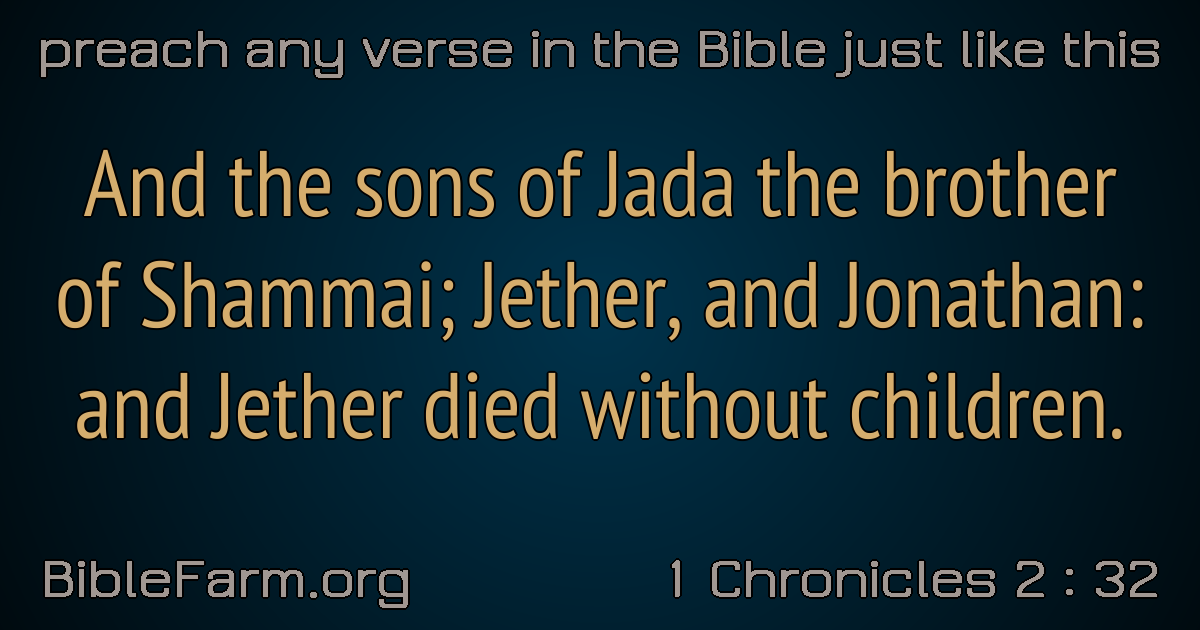 preach any verse in the Bible just like this
And the sons of Jada the brother
of Shammai; Jether, and Jonathan:
and Jether died without children.
BibleFarm.org
1 Chronicles 2 : 32